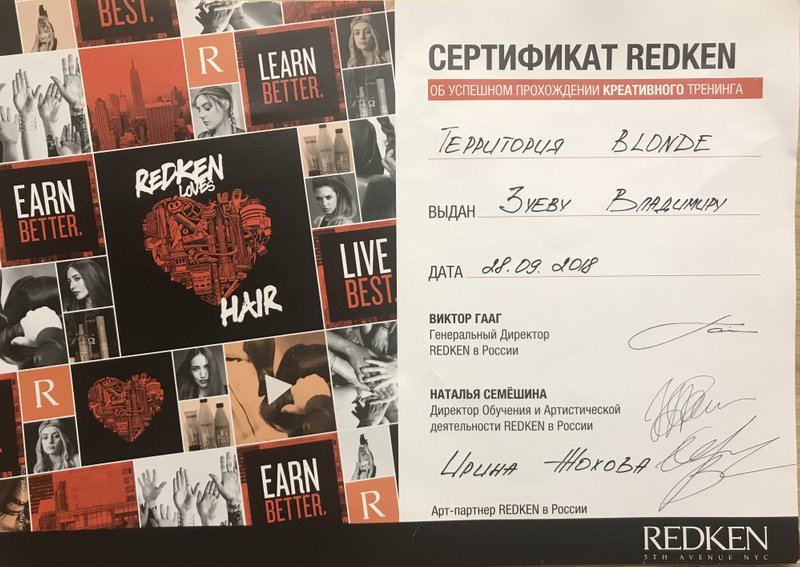 BEST.
R
LEARN
BETTER.
EARN
BETTER.
REDKEN
LOVES
HAIR
LIVE
BEST.
R
EARN
BETTER.
R
СЕРТИФИКАТ REDKEN
ОБ УСПЕШНОМ ПРОХОЖДЕНИИ КРЕАТИВНОГО ТРЕНИНГА
Территория BLONDE
ВЫДАН Зуеву Владимиру
ДАТА 28.09.2018
ВИКТОР ГААГ
Генеральный Директор
REDKEN в России
НАТАЛЬЯ СЕМЁШИНА
Директор Обучения и Артистической
деятельности REDKEN в России
Ирина Жохова
Арт-партнер REDKEN в России
REDKEN
5TH AVENUE NYC